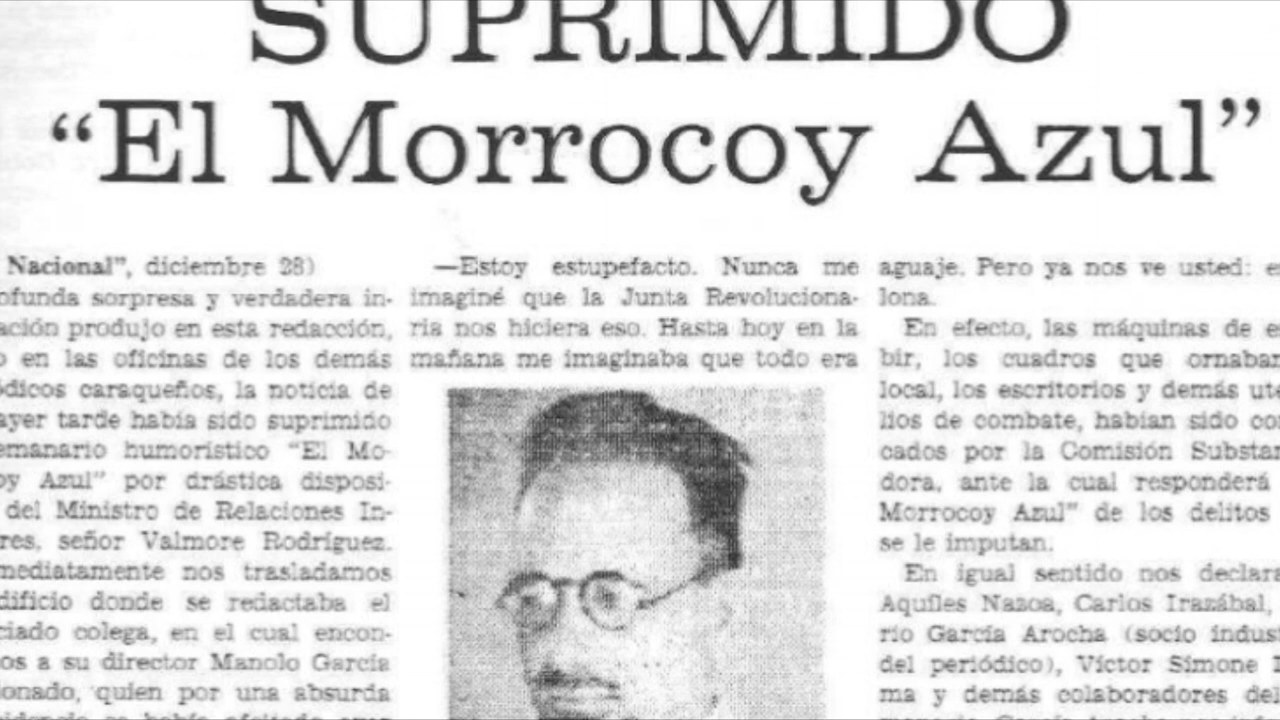 SUPRIMIDO
“El Morrocoy Azul”
Nacional”, diciembre 28)
ofunda sorpresa y verdadera in-
ación produjo en esta redacción,
o en las oficinas de los demás
ódicos caraqueños, la noticia de
ayer tarde había sido suprimido
emanario humorístico “El Mo-
oy Azul” por drástica disposi-
del Ministro de Relaciones In-
res, señor Valmore Rodríguez.
mediatamente nos trasladamos
dificio donde se redactaba el
ciado colega, en el cual encon-
os a su director Manolo García
onado, quien por una absurda
—Estoy estupefacto. Nunca me
imaginé que la Junta Revoluciona-
ria nos hiciera eso. Hasta hoy en la
mañana me imaginaba que todo era
aguaje. Pero ya nos ve usted: e
lona.
En efecto, las máquinas de e
bir, los cuadros que ornaban
local, los escritorios y demás ute
lios de combate, habían sido co
cados por la Comisión Substan
dora, ante la cual responderá
Morrocoy Azul” de los delitos
se le imputan.
En igual sentido nos declara
Aquiles Nazoa, Carlos Irazábal,
rio García Arocha (socio indus
del periódico), Víctor Simone
ma y demás colaboradores del